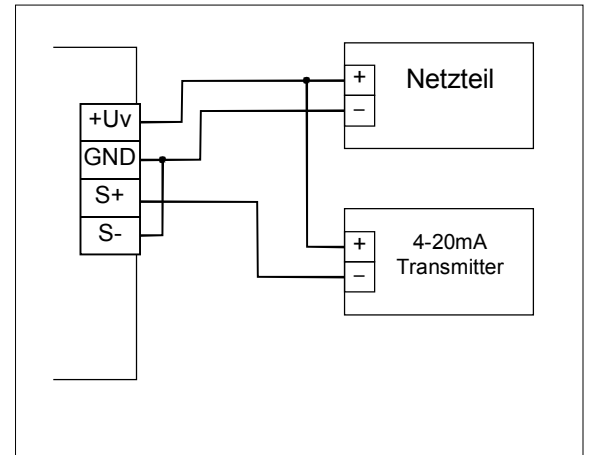 +Uv
GND
S+
S-
+
Netzteil
–
+
4-20mA
Transmitter
–